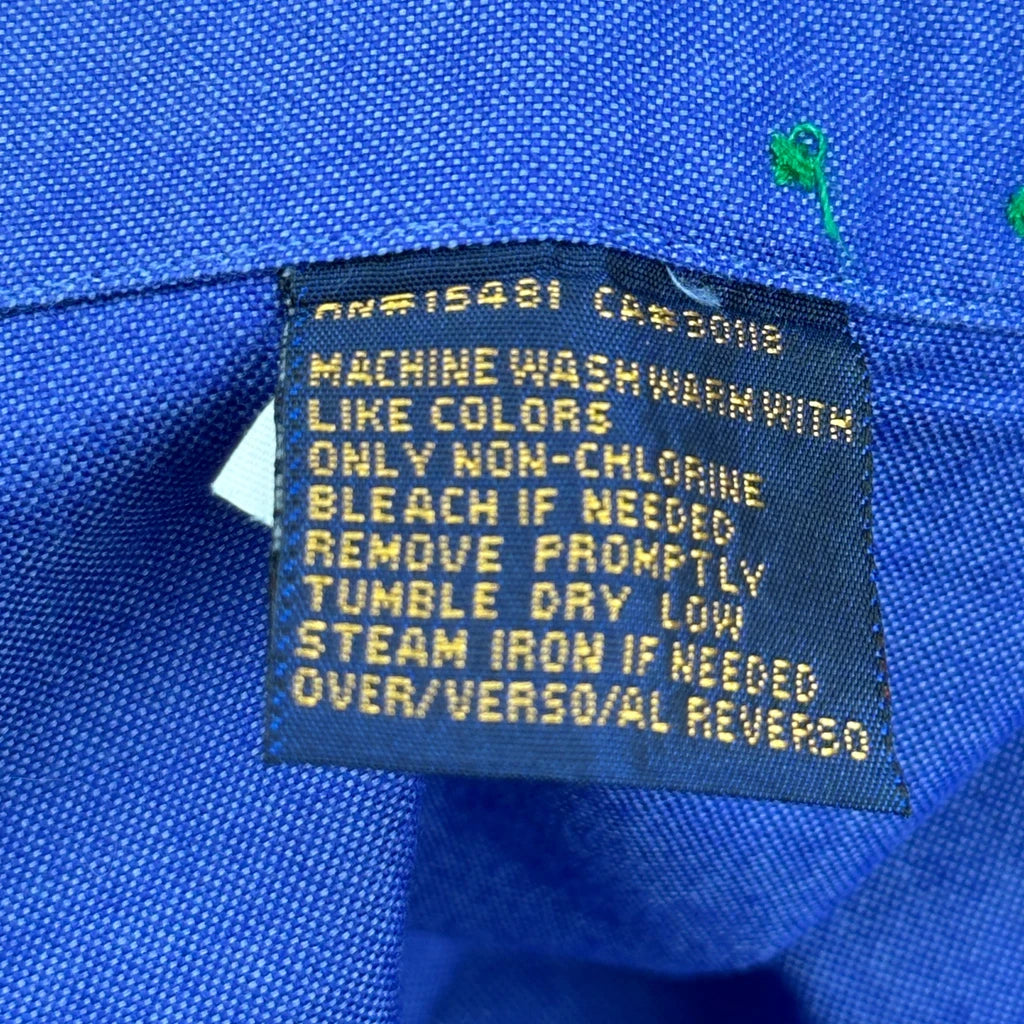 RN#15481 CA#30118
MACHINE WASH WARM WITH
LIKE COLORS
ONLY NON-CHLORINE
BLEACH IF NEEDED
REMOVE PROMPTLY
TUMBLE DRY LOW
STEAM IRON IF NEEDED
OVER/VERSO/AL REVERSO